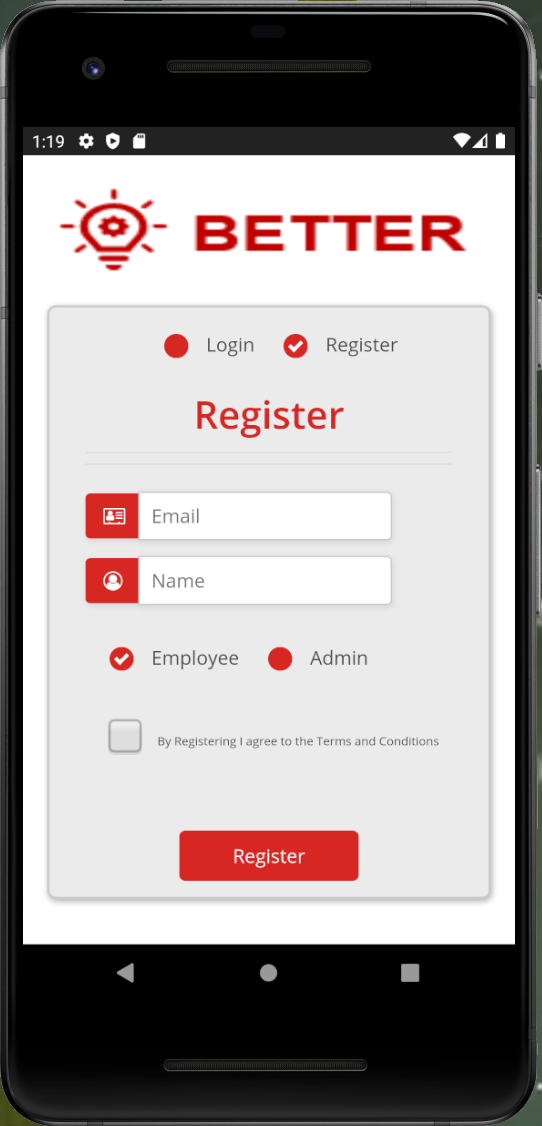 1:19
BETTER
Login Register
Register
Email
Name
Employee Admin
By Registering I agree to the Terms and Conditions
Register